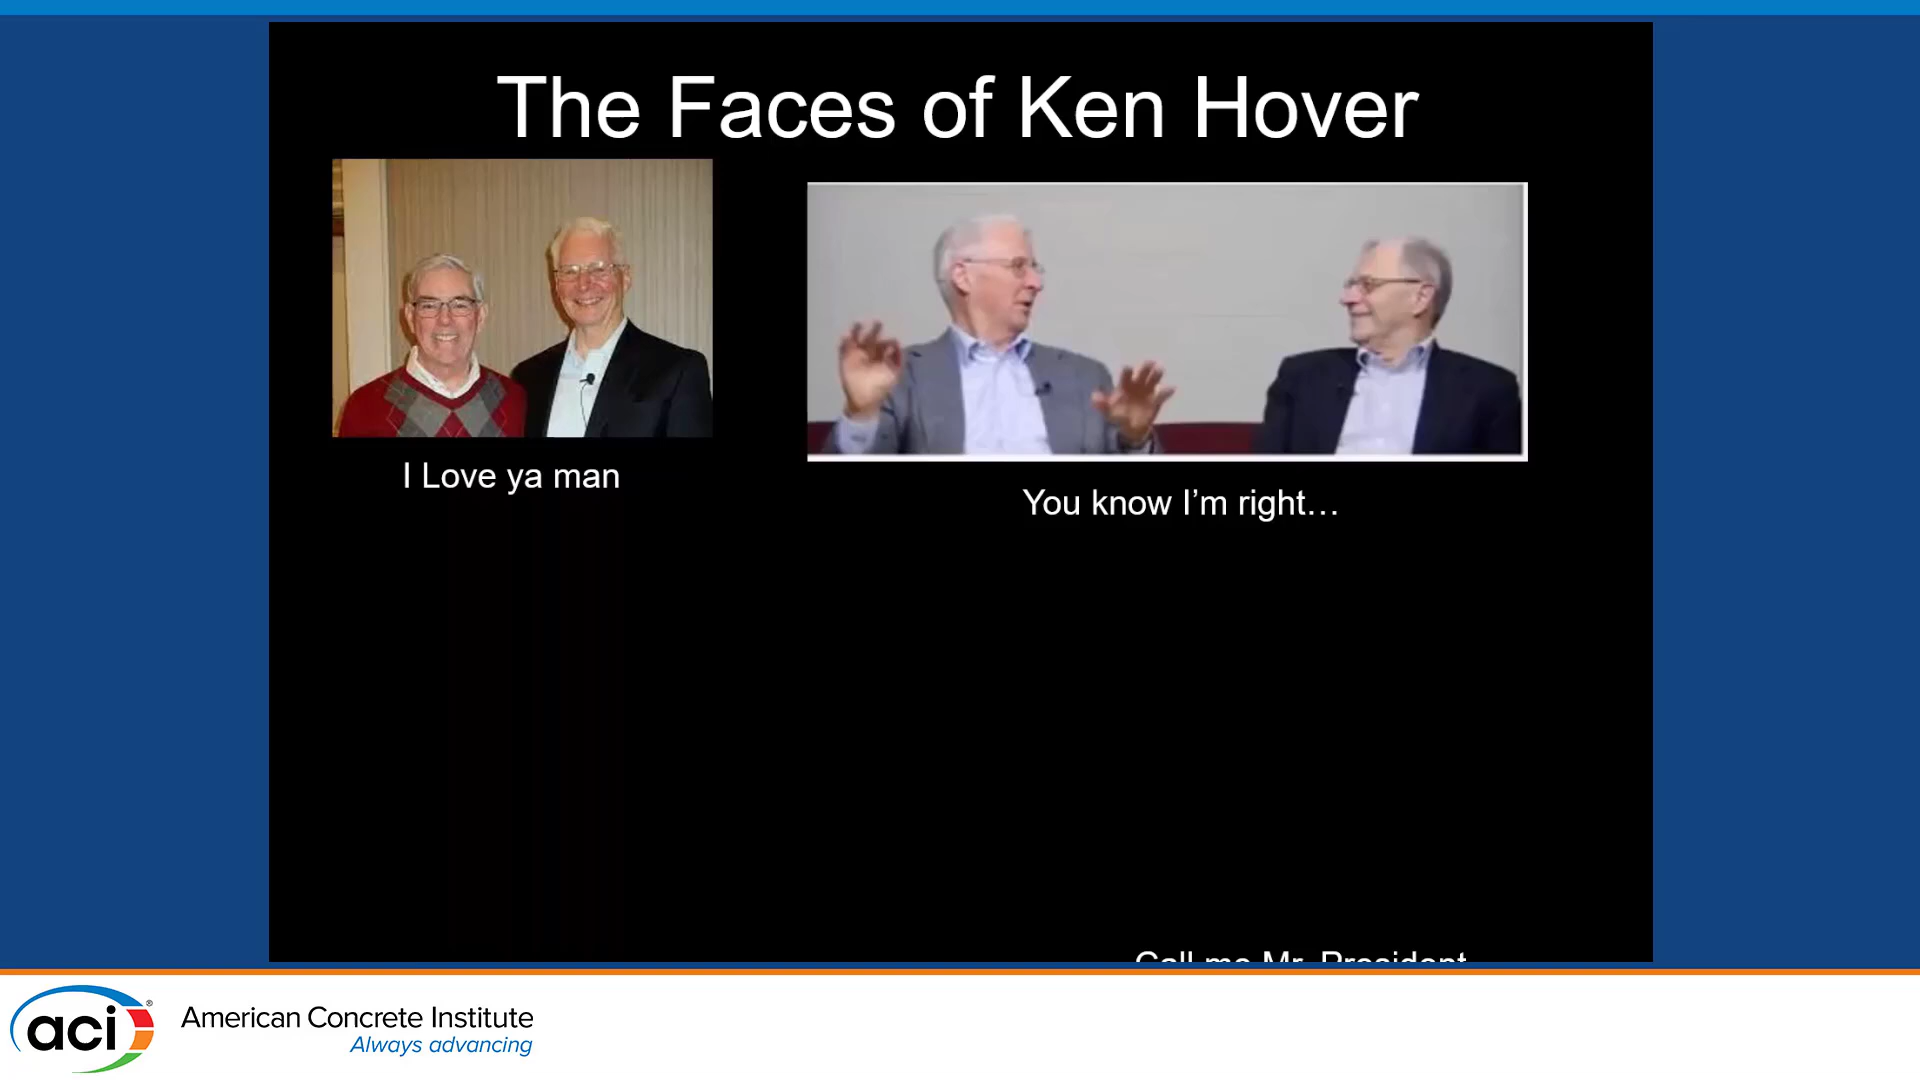 The Faces of Ken Hover
I Love ya man
You know I’m right…
Call me Mr. President
aci®
American Concrete Institute
Always advancing